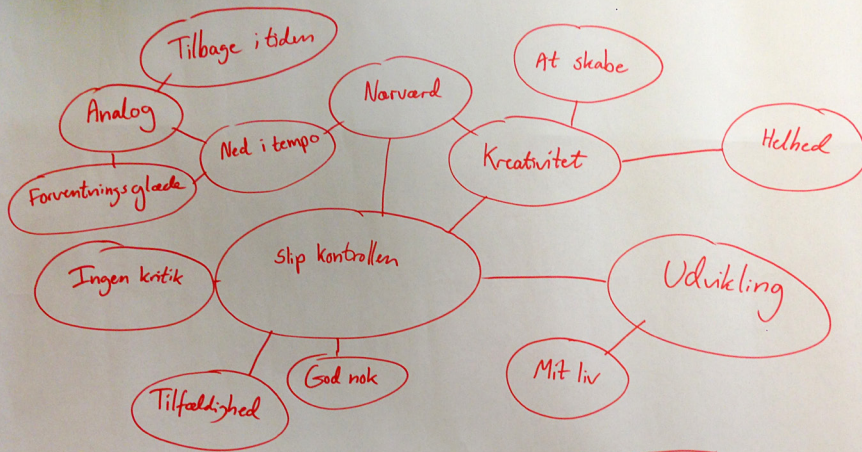 Tilbage i tiden
At skabe
Nærværd
Analog
Ned i tempo
Kreativitet
Helhed
Forventningsglæde
Slip kontrollen
Ingen kritik
Udvikling
God nok
Mit liv
Tilfældighed